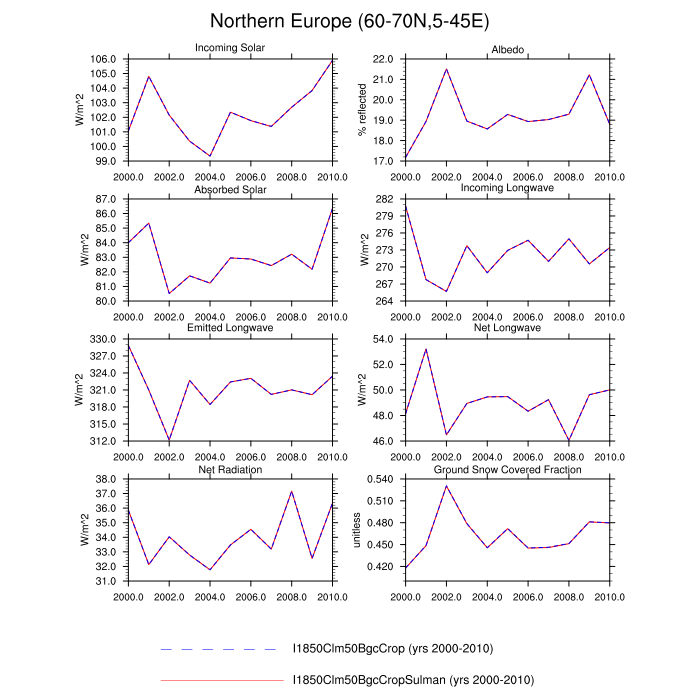 Northern Europe (60-70N,5-45E)
Incoming Solar
W/m^2
106.0
105.0
104.0
103.0
102.0
101.0
100.0
99.0
2000.0 2002.0 2004.0 2006.0 2008.0 2010.0
Albedo
% reflected
22.0
21.0
20.0
19.0
18.0
17.0
2000.0 2002.0 2004.0 2006.0 2008.0 2010.0
Absorbed Solar
W/m^2
87.0
86.0
85.0
84.0
83.0
82.0
81.0
80.0
2000.0 2002.0 2004.0 2006.0 2008.0 2010.0
Incoming Longwave
W/m^2
282
279
276
273
270
267
264
2000.0 2002.0 2004.0 2006.0 2008.0 2010.0
Emitted Longwave
W/m^2
330.0
327.0
324.0
321.0
318.0
315.0
312.0
2000.0 2002.0 2004.0 2006.0 2008.0 2010.0
Net Longwave
W/m^2
54.0
52.0
50.0
48.0
46.0
2000.0 2002.0 2004.0 2006.0 2008.0 2010.0
Net Radiation
W/m^2
38.0
37.0
36.0
35.0
34.0
33.0
32.0
31.0
2000.0 2002.0 2004.0 2006.0 2008.0 2010.0
Ground Snow Covered Fraction
unitless
0.540
0.510
0.480
0.450
0.420
2000.0 2002.0 2004.0 2006.0 2008.0 2010.0
I1850Clm50BgcCrop (yrs 2000-2010)
I1850Clm50BgcCropSulman (yrs 2000-2010)